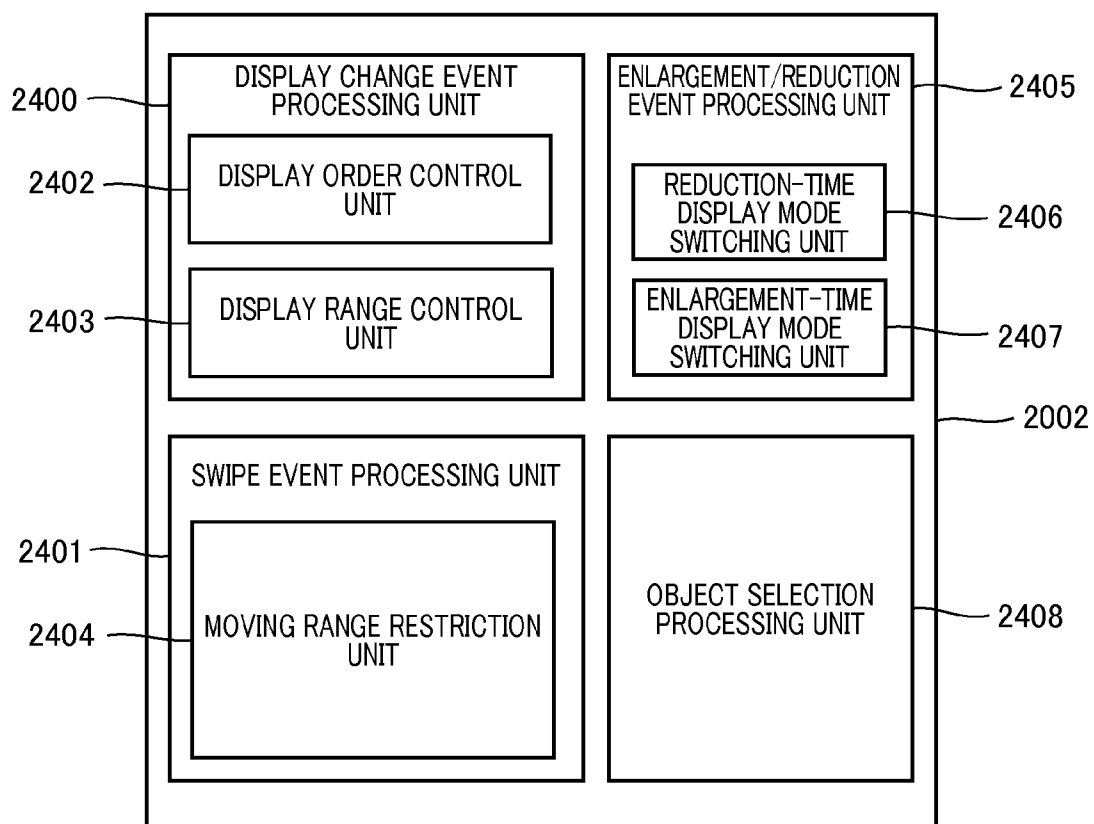 2400
DISPLAY CHANGE EVENT
PROCESSING UNIT
2402
DISPLAY ORDER CONTROL
UNIT
2403
DISPLAY RANGE CONTROL
UNIT
ENLARGEMENT/REDUCTION
EVENT PROCESSING UNIT
2405
REDUCTION-TIME
DISPLAY MODE
SWITCHING UNIT
2406
ENLARGEMENT-TIME
DISPLAY MODE
SWITCHING UNIT
2407
2002
SWIPE EVENT PROCESSING UNIT
2401
2404
MOVING RANGE RESTRICTION
UNIT
OBJECT SELECTION
PROCESSING UNIT
2408